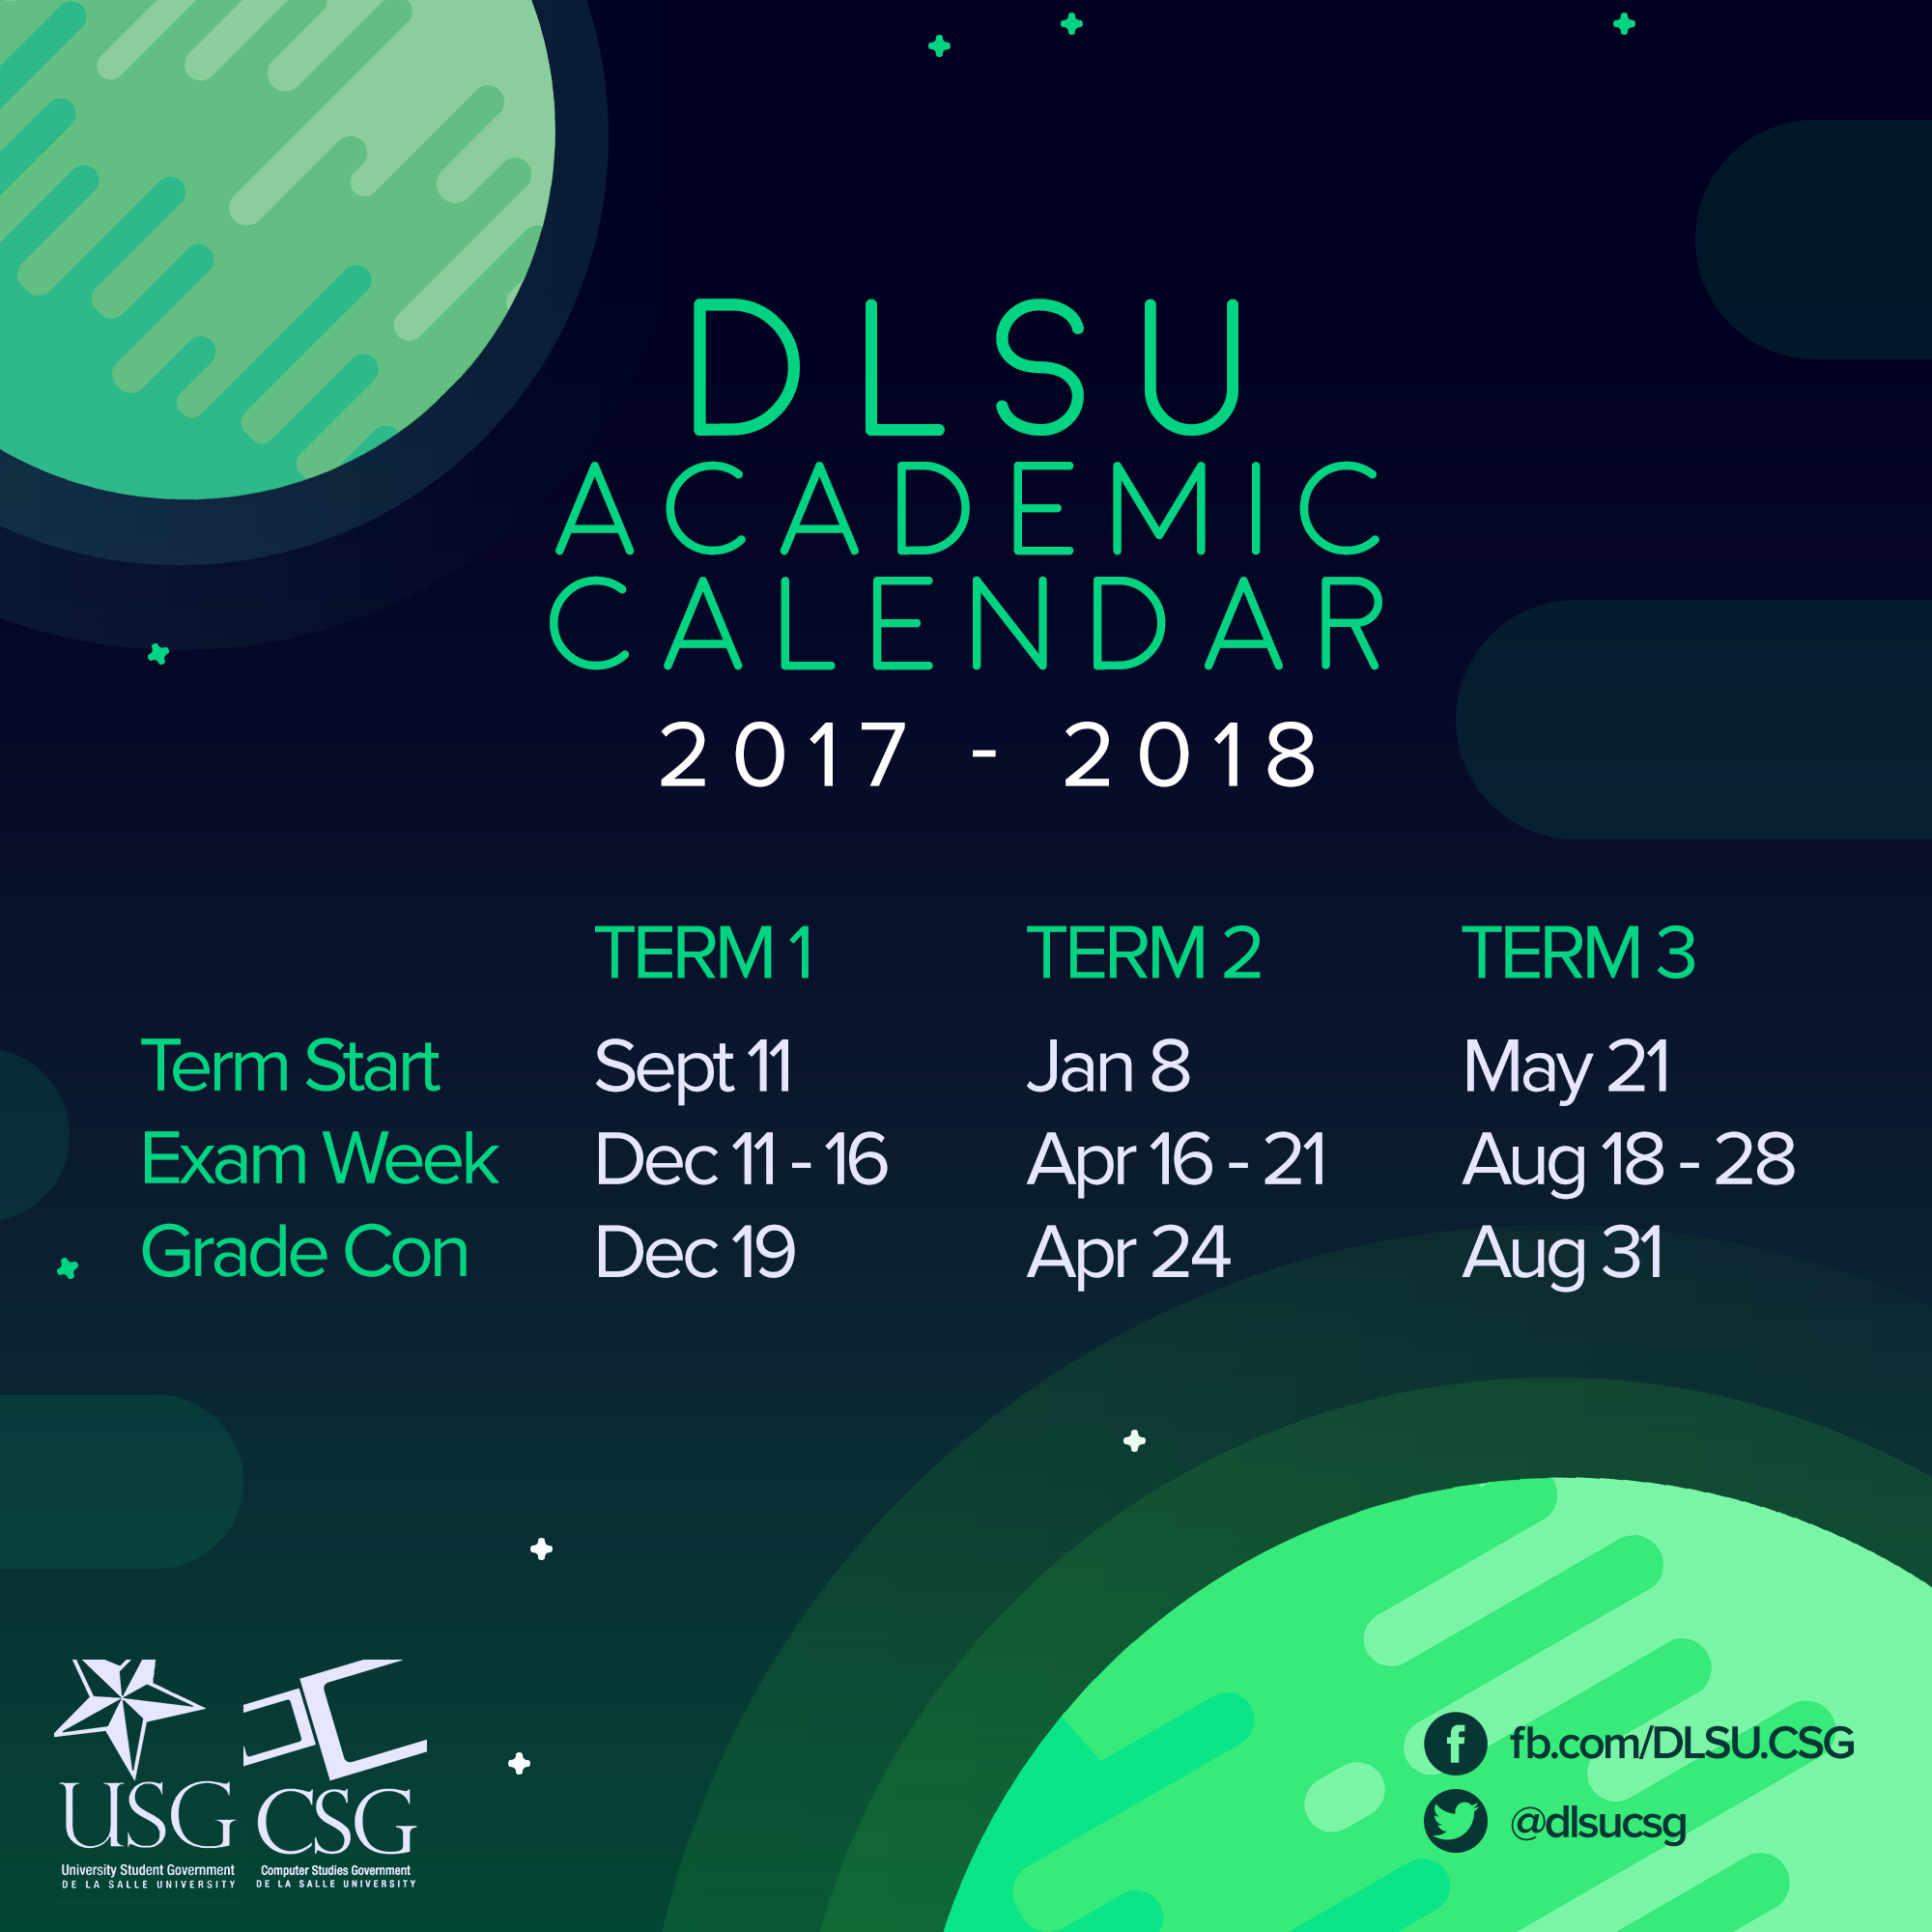 DLSU
ACADEMIC
CALENDAR
2017 - 2018
TERM 1 TERM 2 TERM 3
Term Start Sept 11 Jan 8 May 21
Exam Week Dec 11 - 16 Apr 16 - 21 Aug 18 - 28
Grade Con Dec 19 Apr 24 Aug 31
fb.com/DLSU.CSG
@dlsucsg
USG CSG
University Student Government Computer Studies Government
DE LA SALLE UNIVERSITY DE LA SALLE UNIVERSITY